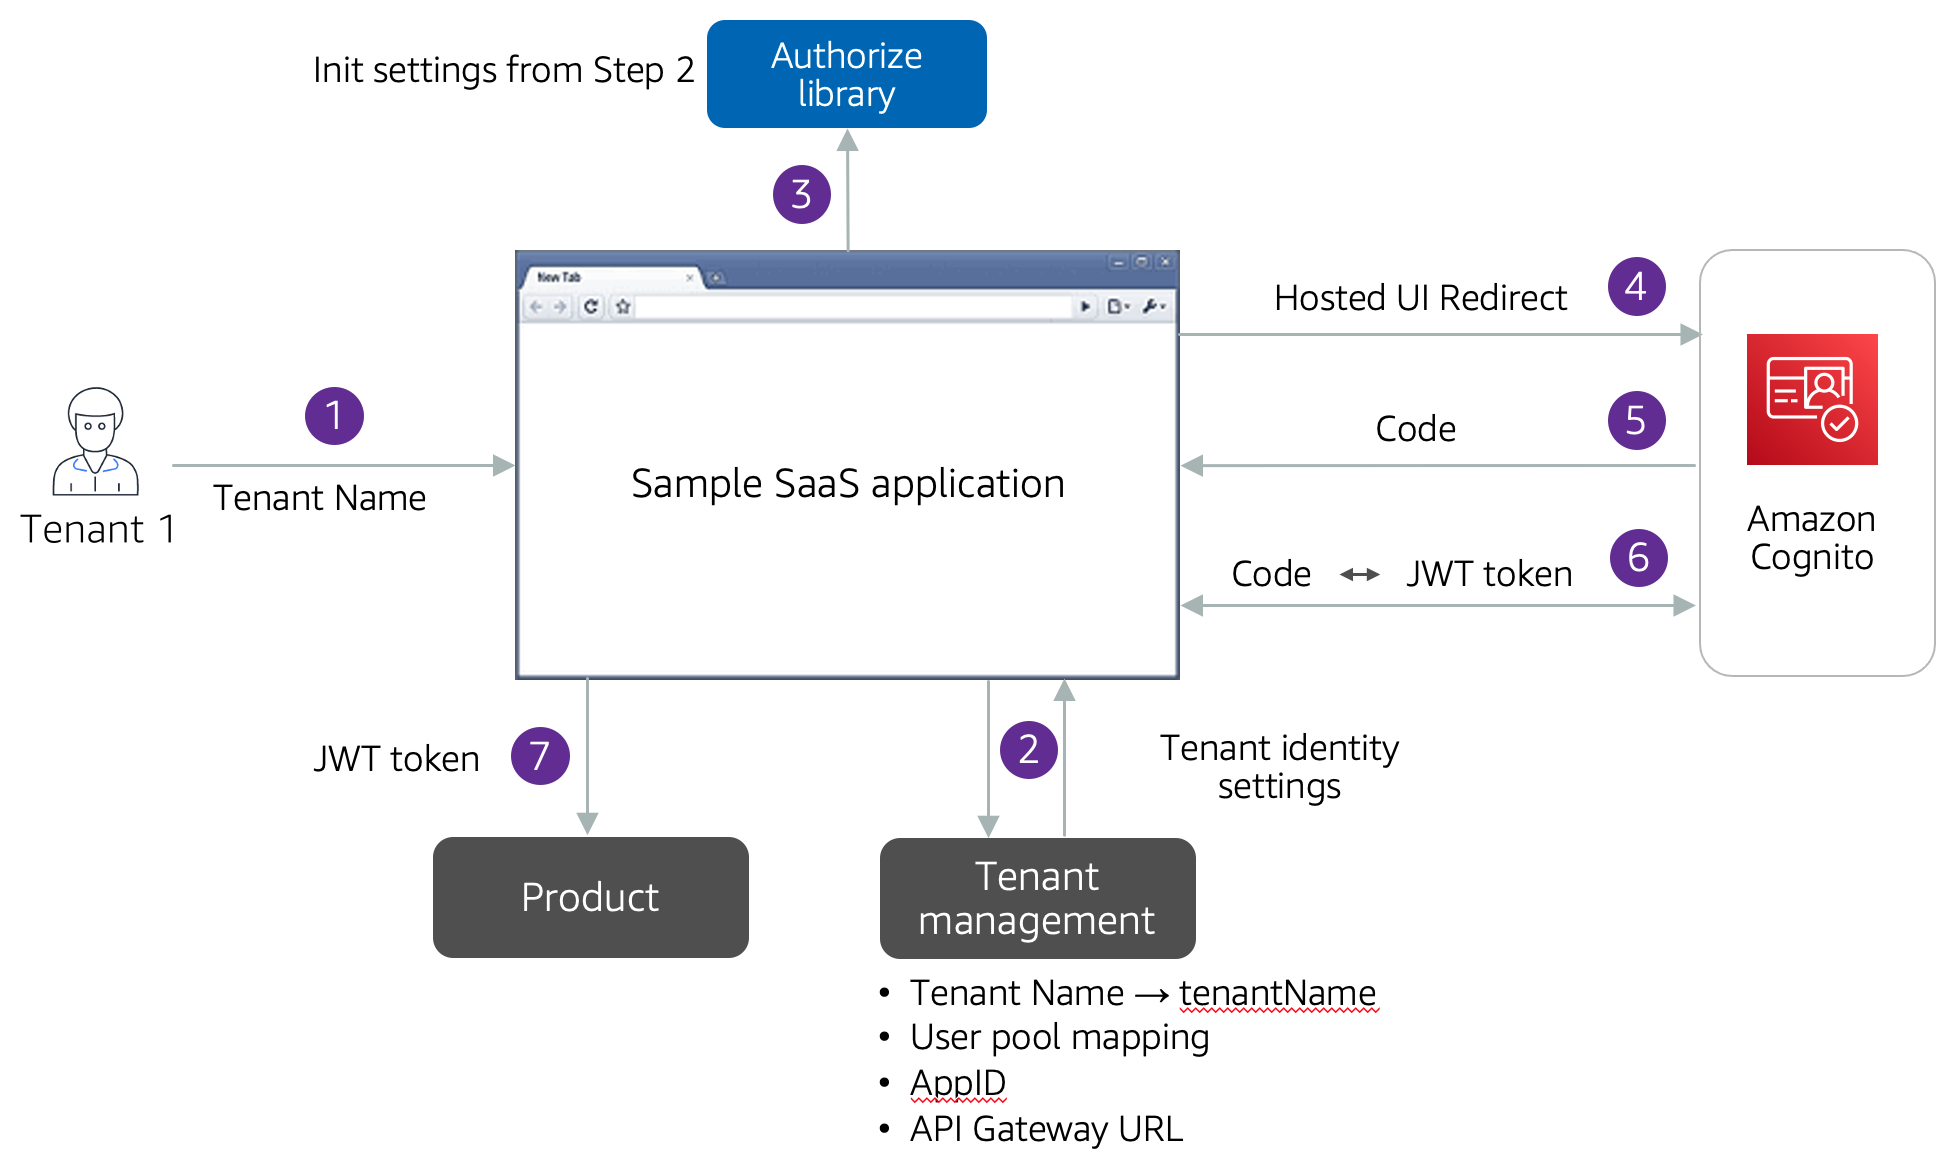 Authorize
library
Init settings from Step 2
3
New Tab
Hosted UI Redirect
4
1
Code
5
Sample SaaS application
Tenant Name
Tenant 1
Amazon
Cognito
Code ↔ JWT token
6
JWT token
7
2
Tenant identity
settings
Product
Tenant
management
• Tenant Name → tenantName
• User pool mapping
• AppID
• API Gateway URL